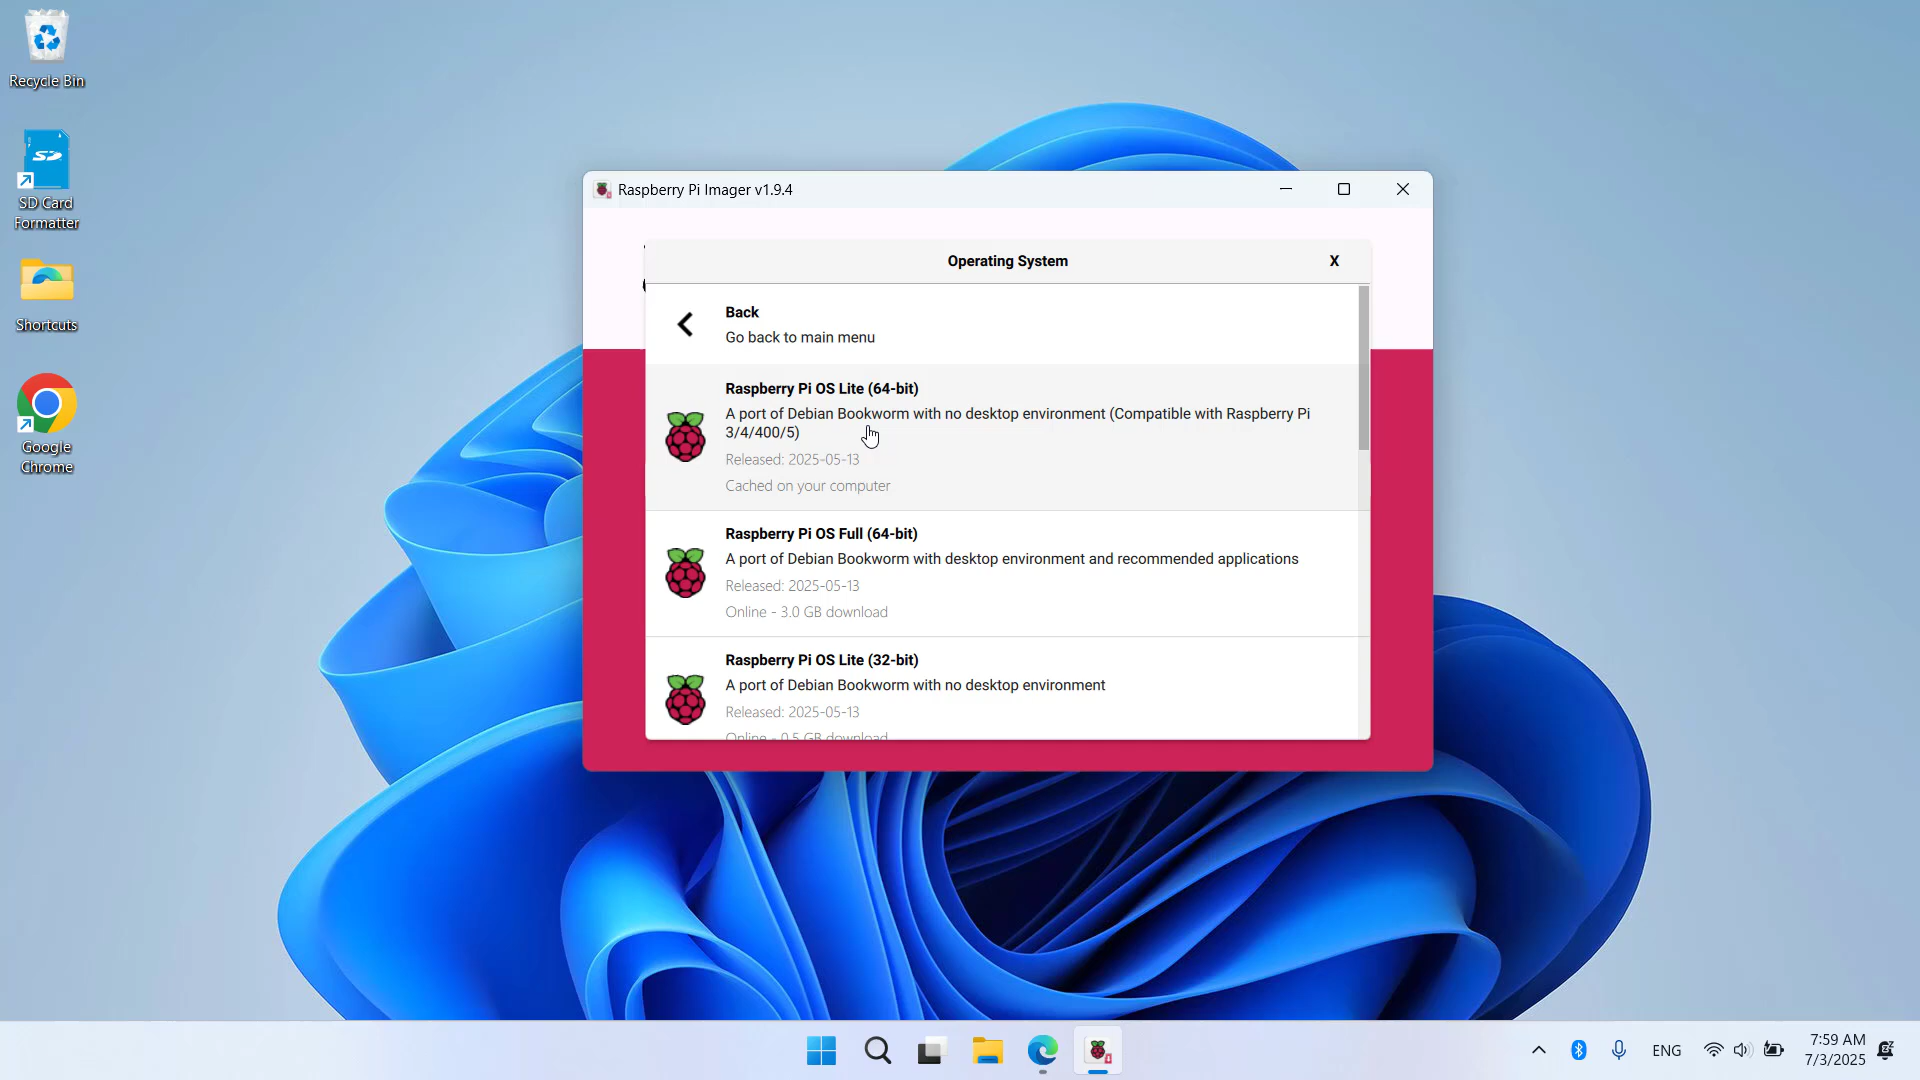 Recycle Bin
SD Card
Formatter
Shortcuts
Google
Chrome
Raspberry Pi Imager v1.9.4
Operating System
X
Back
Go back to main menu
Raspberry Pi OS Lite (64-bit)
A port of Debian Bookworm with no desktop environment (Compatible with Raspberry Pi
3/4/400/5)
Released: 2025-05-13
Cached on your computer
Raspberry Pi OS Full (64-bit)
A port of Debian Bookworm with desktop environment and recommended applications
Released: 2025-05-13
Online - 3.0 GB download
Raspberry Pi OS Lite (32-bit)
A port of Debian Bookworm with no desktop environment
Released: 2025-05-13
Online - 0.5 GB download
ENG
7:59 AM
7/3/2025